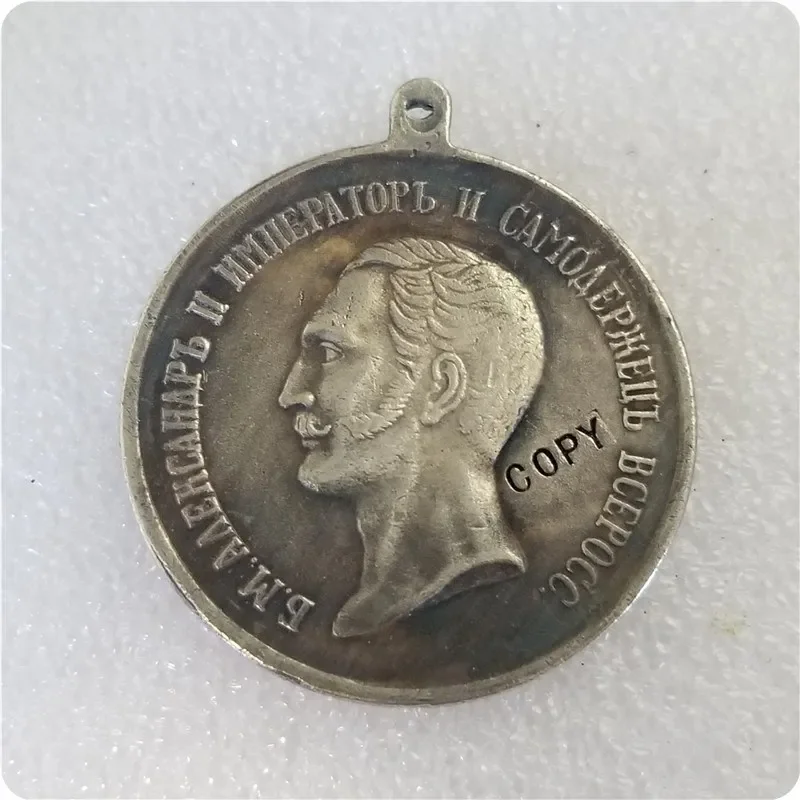 Б.М.АЛЕКСАНДРЪ II ИМПЕРАТОРЪ И САМОДЕРЖЕЦЪ ВСЕРОСС.
COPY